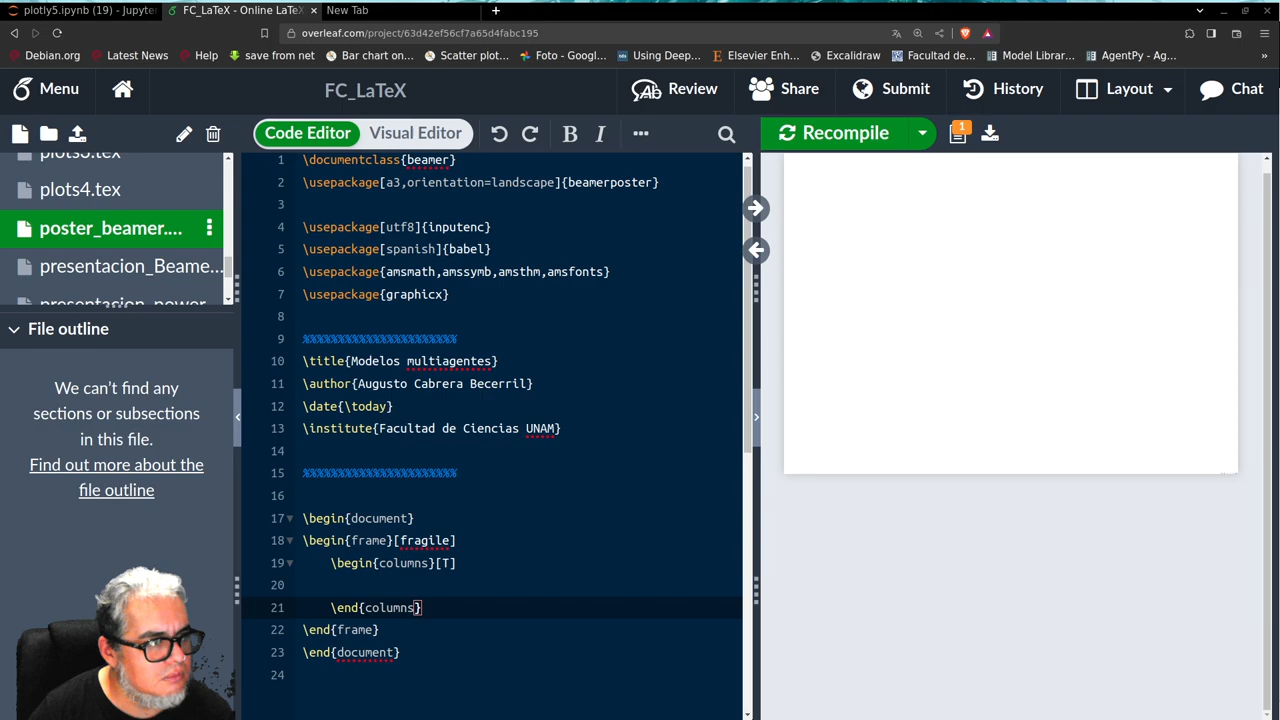 plotly5.ipynb (19) - Jupyter
FC_LaTeX - Online LaTeX
New Tab
overleaf.com/project/63d42ef56cf7a65d4fabc195
Debian.org
Latest News
Help
save from net
Bar chart on...
Scatter plot...
Foto - Googl...
Using Deep...
Elsevier Enh...
Excalidraw
Facultad de...
Model Librar...
AgentPy - Ag...
»
Menu
FC_LaTeX
Review
Share
Submit
History
Layout
Chat
Code Editor
Visual Editor
B
I
Recompile
1
plots4.tex
poster_beamer....
presentacion_Beame...
File outline
We can't find any
sections or subsections
in this file.
Find out more about the
file outline
1 \documentclass{beamer}
2 \usepackage[a3,orientation=landscape]{beamerposter}
3
4 \usepackage[utf8]{inputenc}
5 \usepackage[spanish]{babel}
6 \usepackage{amsmath,amssymb,amsthm,amsfonts}
7 \usepackage{graphicx}
8
9 %%%%%%%%%%%%%%%%%%%%%%
10 \title{Modelos multiagentes}
11 \author{Augusto Cabrera Becerril}
12 \date{\today}
13 \institute{Facultad de Ciencias UNAM}
14
15 %%%%%%%%%%%%%%%%%%%%%%
16
17 \begin{document}
18 \begin{frame}[fragile]
19 \begin{columns}[T]
20
21 \end{columns}
22 \end{frame}
23 \end{document}
24